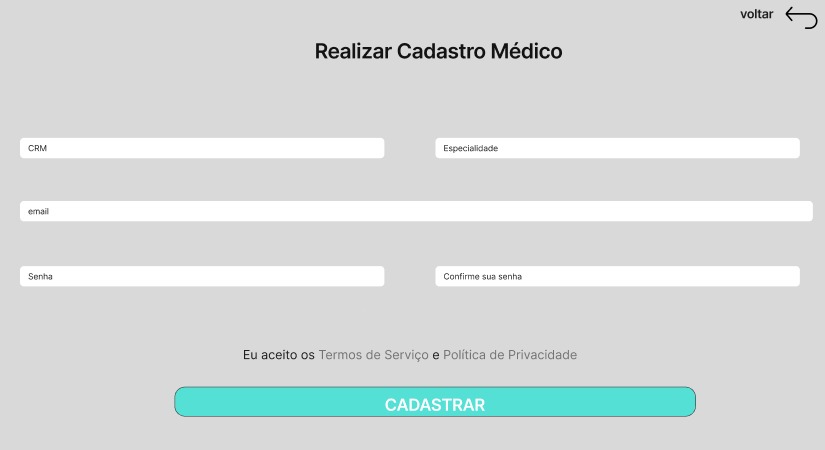 voltar
Realizar Cadastro Médico
CRM
Especialidade
email
Senha
Confirme sua senha
Eu aceito os Termos de Serviço e Política de Privacidade
CADASTRAR